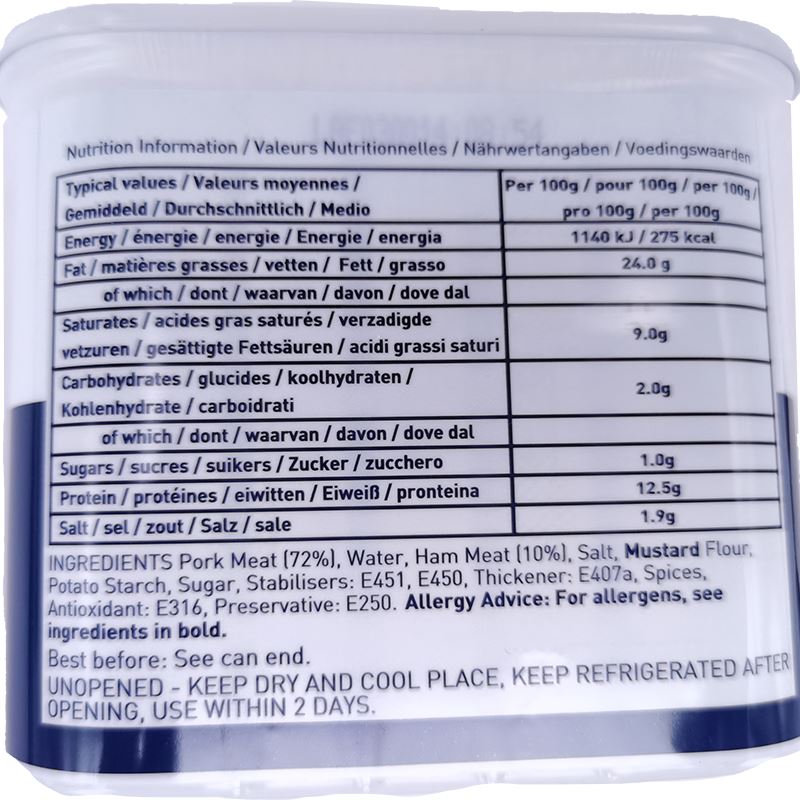 Nutrition Information / Valeurs Nutritionnelles / Nährwertangaben / Voedingswaarden
Typical values / Valeurs moyennes /
Gemiddeld / Durchschnittlich / Medio
Per 100g / pour 100g / per 100g /
pro 100g / per 100g
Energy / énergie / energie / Energie / energia
1140 kJ / 275 kcal
Fat / matières grasses / vetten / Fett / grasso
24.0 g
of which / dont / waarvan / davon / dove dal
Saturates / acides gras saturés / verzadigde
vetzuren / gesättigte Fettsäuren / acidi grassi saturi
9.0g
Carbohydrates / glucides / koolhydraten /
Kohlenhydrate / carboidrati
2.0g
of which / dont / waarvan / davon / dove dal
Sugars / sucres / suikers / Zucker / zucchero
1.0g
Protein / protéines / eiwitten / Eiweiß / pronteina
12.5g
Salt / sel / zout / Salz / sale
1.9g
INGREDIENTS Pork Meat (72%), Water, Ham Meat (10%), Salt, Mustard Flour,
Potato Starch, Sugar, Stabilisers: E451, E450, Thickener: E407a, Spices,
Antioxidant: E316, Preservative: E250. Allergy Advice: For allergens, see
ingredients in bold.
Best before: See can end.
UNOPENED - KEEP DRY AND COOL PLACE, KEEP REFRIGERATED AFTER
OPENING, USE WITHIN 2 DAYS.